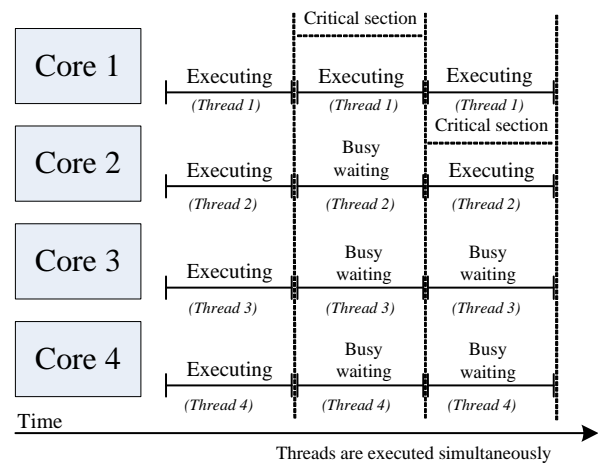 Critical section
Core 1
Executing
Executing
Executing
(Thread 1)
(Thread 1)
(Thread 1)
Critical section
Core 2
Executing
Busy
waiting
Executing
(Thread 2)
(Thread 2)
(Thread 2)
Core 3
Executing
Busy
waiting
Busy
waiting
(Thread 3)
(Thread 3)
(Thread 3)
Core 4
Executing
Busy
waiting
Busy
waiting
(Thread 4)
(Thread 4)
(Thread 4)
Time
Threads are executed simultaneously